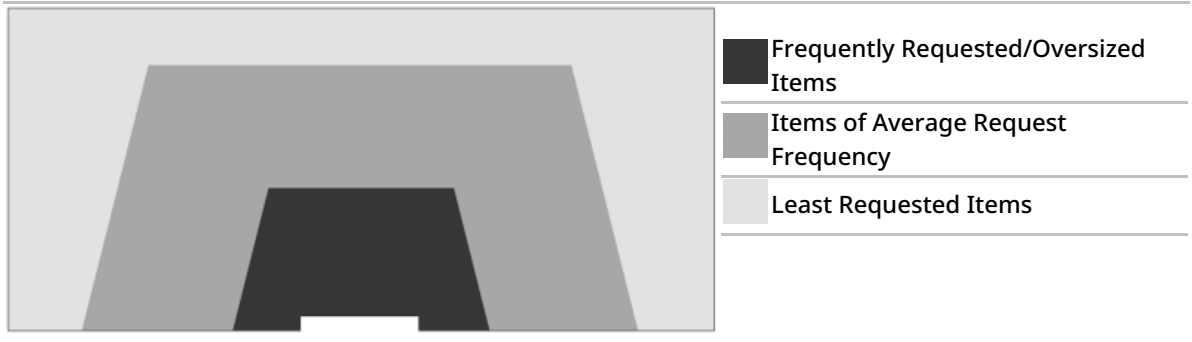 Frequently Requested/Oversized
Items
Items of Average Request
Frequency
Least Requested Items